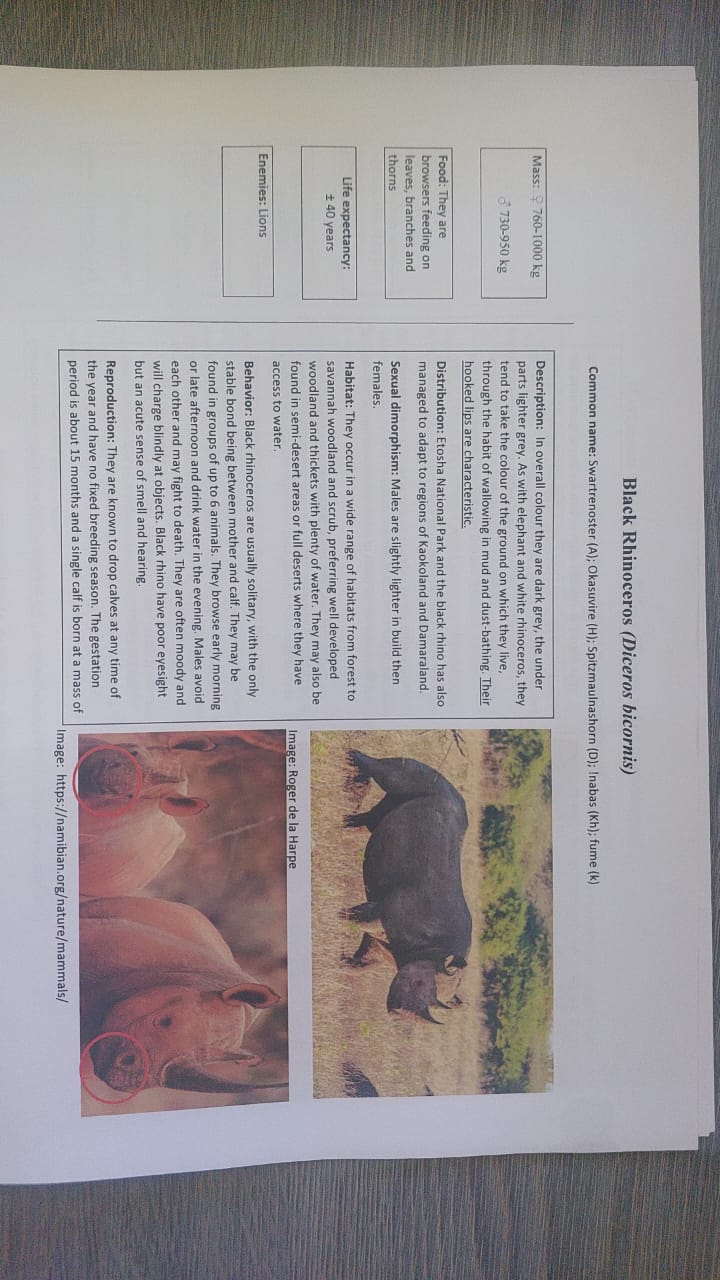 Black Rhinoceros (Diceros bicornis)
Common name: Swartrenoster (A); Okasuvire (H); Spitzmaulnashorn (D); !nabas (Kh); fume (k)
Mass: ♀ 760-1000 kg
♂ 730-950 kg
Food: They are
browsers feeding on
leaves, branches and
thorns
Life expectancy:
± 40 years
Enemies: Lions
Description: In overall colour they are dark grey, the under
parts lighter grey. As with elephant and white rhinoceros, they
tend to take the colour of the ground on which they live,
through the habit of wallowing in mud and dust-bathing. Their
hooked lips are characteristic.
Distribution: Etosha National Park and the black rhino has also
managed to adapt to regions of Kaokoland and Damaraland.
Sexual dimorphism: Males are slightly lighter in build then
females.
Habitat: They occur in a wide range of habitats from forest to
savannah woodland and scrub, preferring well developed
woodland and thickets with plenty of water. They may also be
found in semi-desert areas or full deserts where they have
access to water.
Behavior: Black rhinoceros are usually solitary, with the only
stable bond being between mother and calf. They may be
found in groups of up to 6 animals. They browse early morning
or late afternoon and drink water in the evening. Males avoid
each other and may fight to death. They are often moody and
will charge blindly at objects. Black rhino have poor eyesight
but an acute sense of smell and hearing.
Reproduction: They are known to drop calves at any time of
the year and have no fixed breeding season. The gestation
period is about 15 months and a single calf is born at a mass of
Image: Roger de la Harpe
Image: https://namibian.org/nature/mammals/